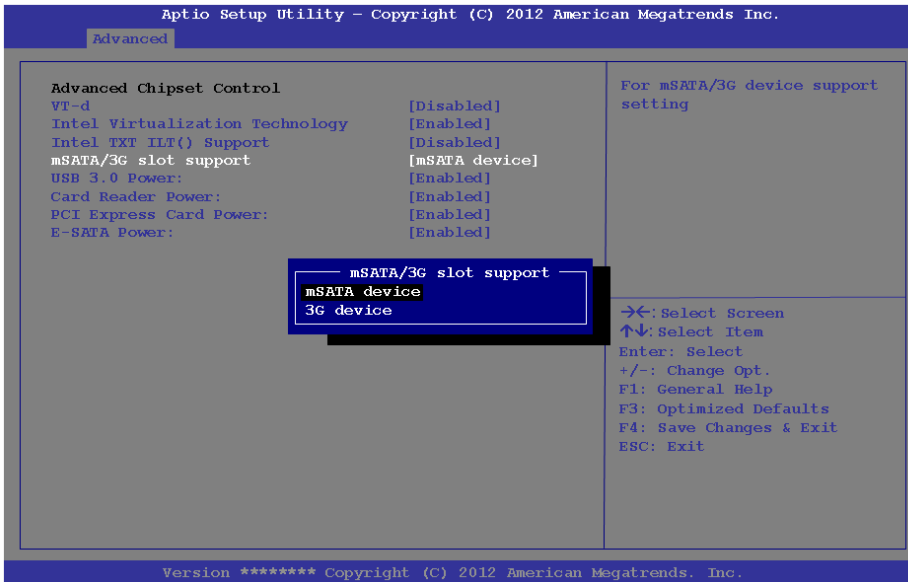 Aptio Setup Utility – Copyright (C) 2012 American Megatrends Inc.
Advanced
Advanced Chipset Control
VT-d [Disabled]
Intel Virtualization Technology [Enabled]
Intel TXT ILT() Support [Disabled]
mSATA/3G slot support [mSATA device]
USB 3.0 Power: [Enabled]
Card Reader Power: [Enabled]
PCI Express Card Power: [Enabled]
E-SATA Power: [Enabled]
mSATA/3G slot support
mSATA device
3G device
For mSATA/3G device support
setting
→←:Select Screen
↑↓:Select Item
Enter: Select
+/-: Change Opt.
F1: General Help
F3: Optimized Defaults
F4: Save Changes & Exit
ESC: Exit
Version ******** Copyright (C) 2012 American Megatrends. Inc.